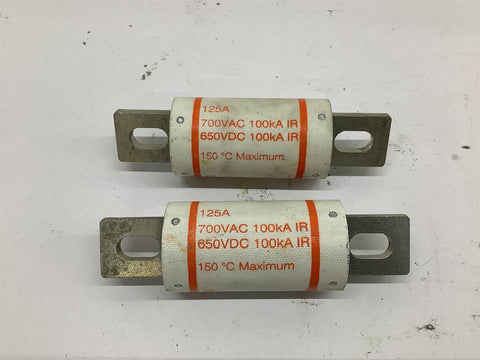 125A
700VAC 100kA IR
650VDC 100kA IR
150 °C Maximum
125A
700VAC 100kA IR
650VDC 100kA IR
150 °C Maximum